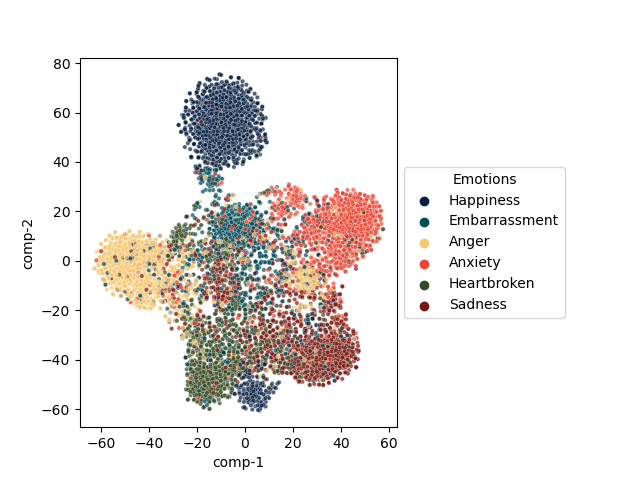 80
60
40
20
0
−20
−40
−60
comp-2
−60 −40 −20 0 20 40 60
comp-1
Emotions
Happiness
Embarrassment
Anger
Anxiety
Heartbroken
Sadness